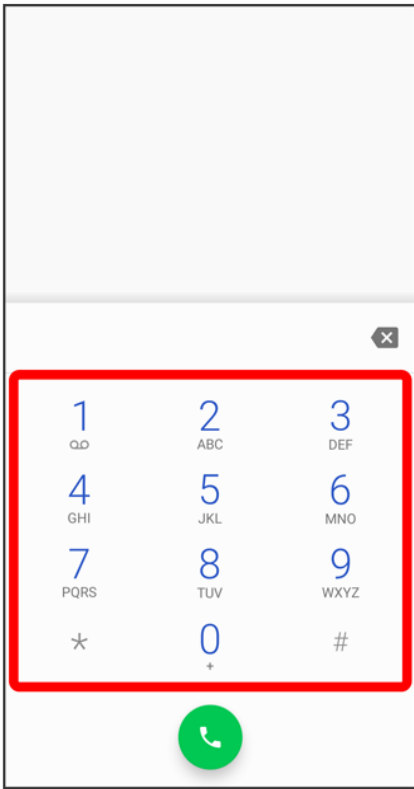 1 2 3
ABC DEF
4 5 6
GHI JKL MNO
7 8 9
PQRS TUV WXYZ
* 0 #
+